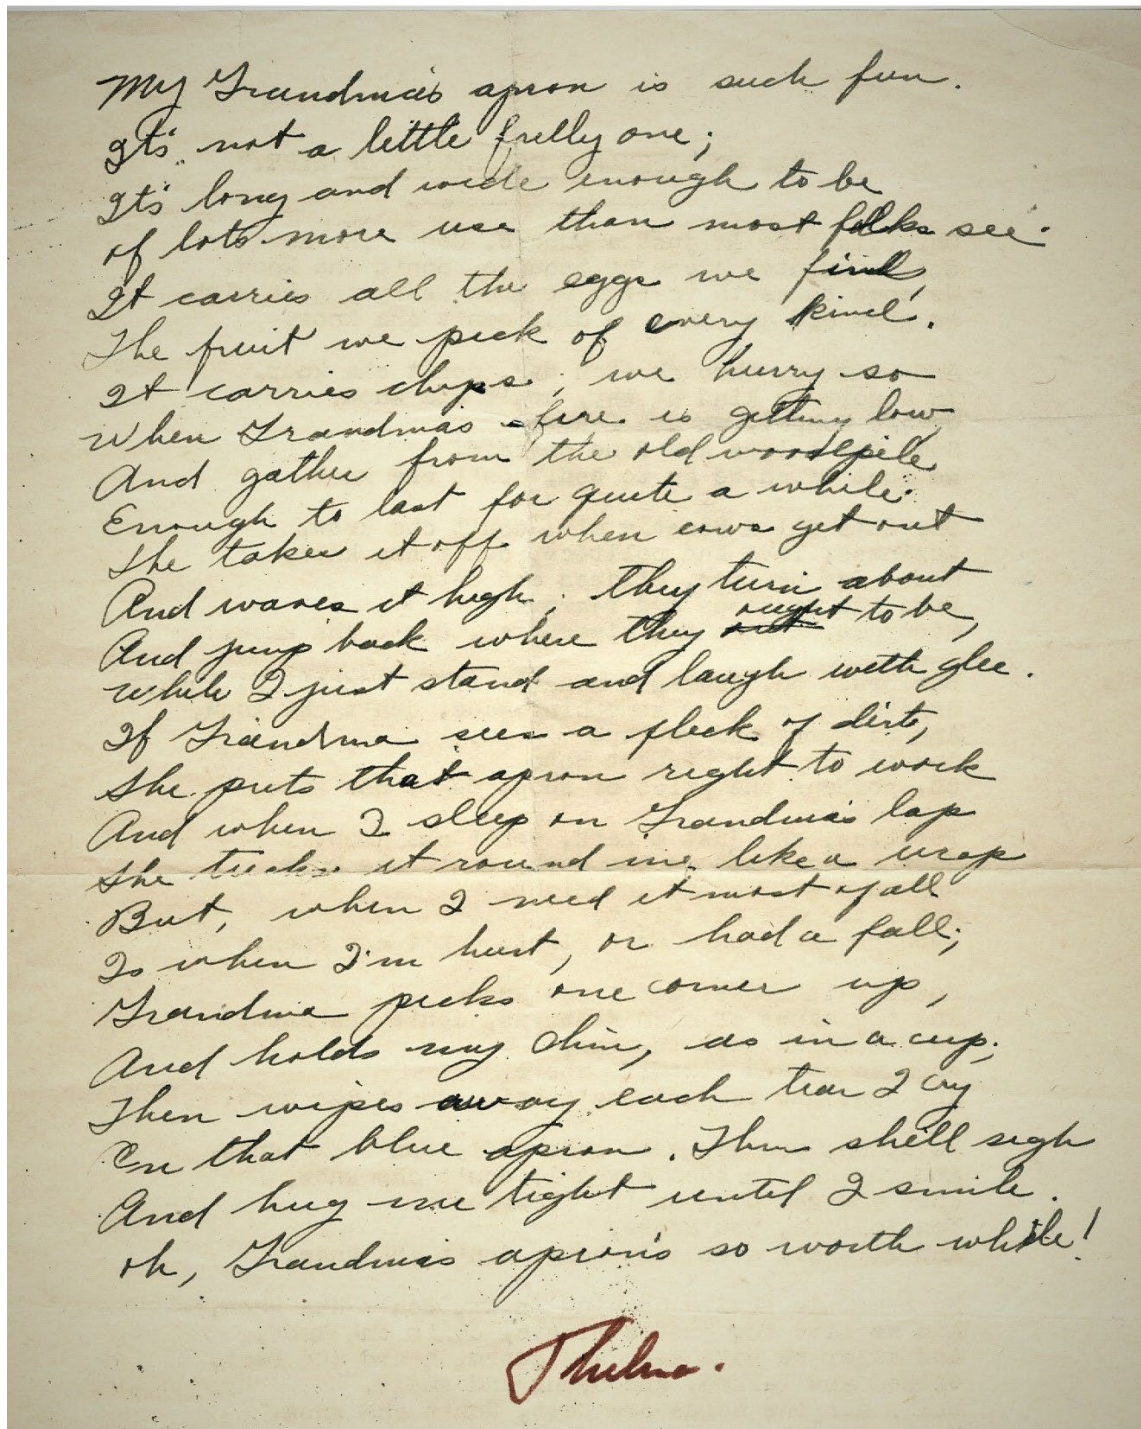 My Grandma's apron is such fun.
Its' not a little frilly one;
Its' long and wide enough to be
of lots more use than most folks see.
It carries all the eggs we find,
The fruit we pick of every kind.
It carries chips; we hurry so
When Grandma's fire is getting low
And gather from the old woodpile
Enough to last for quite a while.
She takes it off when cows get out
And waves it high; they turn about
And jump back where they out ought to be,
while I just stand and laugh with glee.
If Grandma sees a fleck of dirt,
She puts that apron right to work
And when I sleep on Grandma's lap
She tucks it round me like a wrap
But, when I need it most of all
Is when I'm hurt, or had a fall;
Grandma picks one corner up,
And holds my chin, as in a cup;
Then wipes away each tear I cry
On that blue apron. Then she'll sigh
And hug me tight until I smile.
oh, Grandma's apron's so worth while!
Thelma.